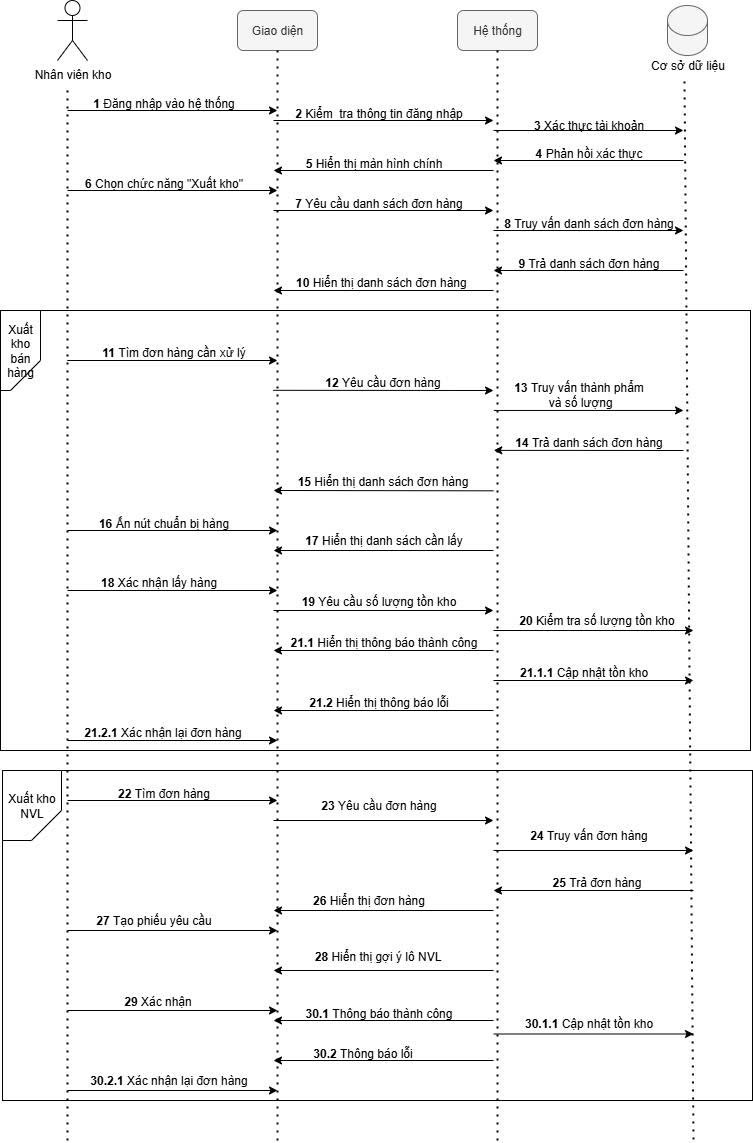 Giao diện
Hệ thống
Nhân viên kho
Cơ sở dữ liệu
1 Đăng nhập vào hệ thống
2 Kiểm tra thông tin đăng nhập
3 Xác thực tài khoản
4 Phản hồi xác thực
5 Hiển thị màn hình chính
6 Chọn chức năng "Xuất kho"
7 Yêu cầu danh sách đơn hàng
8 Truy vấn danh sách đơn hàng
9 Trả danh sách đơn hàng
10 Hiển thị danh sách đơn hàng
Xuất
kho
bán
hàng
11 Tìm đơn hàng cần xử lý
12 Yêu cầu đơn hàng
13 Truy vấn thành phẩm
và số lượng
14 Trả danh sách đơn hàng
15 Hiển thị danh sách đơn hàng
16 Ấn nút chuẩn bị hàng
17 Hiển thị danh sách cần lấy
18 Xác nhận lấy hàng
19 Yêu cầu số lượng tồn kho
20 Kiểm tra số lượng tồn kho
21.1 Hiển thị thông báo thành công
21.1.1 Cập nhật tồn kho
21.2 Hiển thị thông báo lỗi
21.2.1 Xác nhận lại đơn hàng
Xuất kho
NVL
22 Tìm đơn hàng
23 Yêu cầu đơn hàng
24 Truy vấn đơn hàng
25 Trả đơn hàng
26 Hiển thị đơn hàng
27 Tạo phiếu yêu cầu
28 Hiển thị gợi ý lô NVL
29 Xác nhận
30.1 Thông báo thành công
30.1.1 Cập nhật tồn kho
30.2 Thông báo lỗi
30.2.1 Xác nhận lại đơn hàng